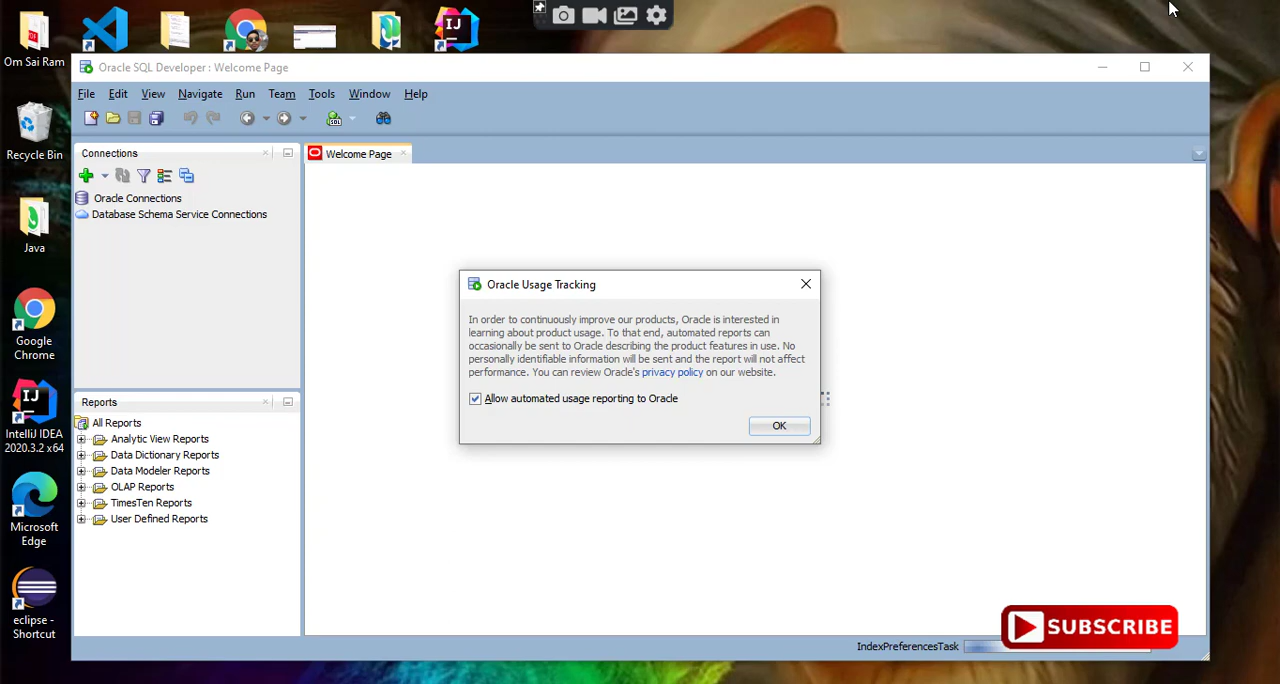 Om Sai Ram
Recycle Bin
Java
Google
Chrome
IntelliJ IDEA
2020.3.2 x64
Microsoft
Edge
eclipse -
Shortcut
Oracle SQL Developer : Welcome Page
File Edit View Navigate Run Team Tools Window Help
Connections
Oracle Connections
Database Schema Service Connections
Reports
All Reports
Analytic View Reports
Data Dictionary Reports
Data Modeler Reports
OLAP Reports
TimesTen Reports
User Defined Reports
Welcome Page
Oracle Usage Tracking
In order to continuously improve our products, Oracle is interested in
learning about product usage. To that end, automated reports can
occasionally be sent to Oracle describing the product features in use. No
personally identifiable information will be sent and the report will not affect
performance. You can review Oracle's privacy policy on our website.
Allow automated usage reporting to Oracle
OK
SUBSCRIBE
IndexPreferencesTask